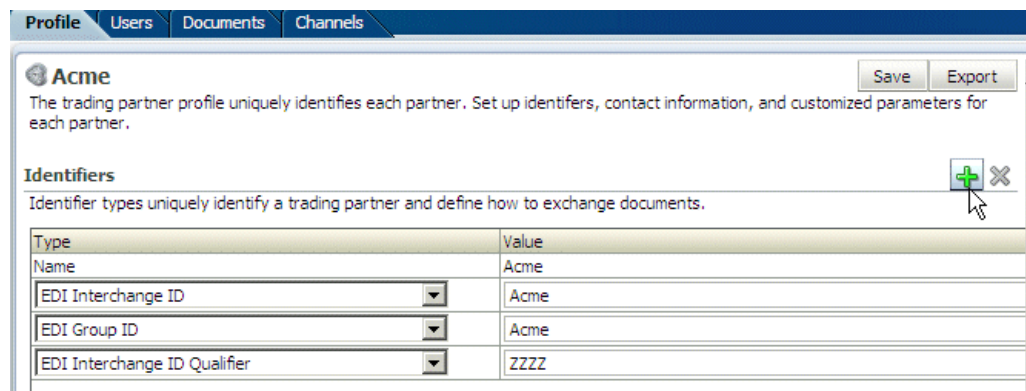 Profile Users Documents Channels
Acme Save Export
The trading partner profile uniquely identifies each partner. Set up identifers, contact information, and customized parameters for
each partner.
Identifiers
Identifier types uniquely identify a trading partner and define how to exchange documents.
Type Value
Name Acme
EDI Interchange ID Acme
EDI Group ID Acme
EDI Interchange ID Qualifier ZZZZ